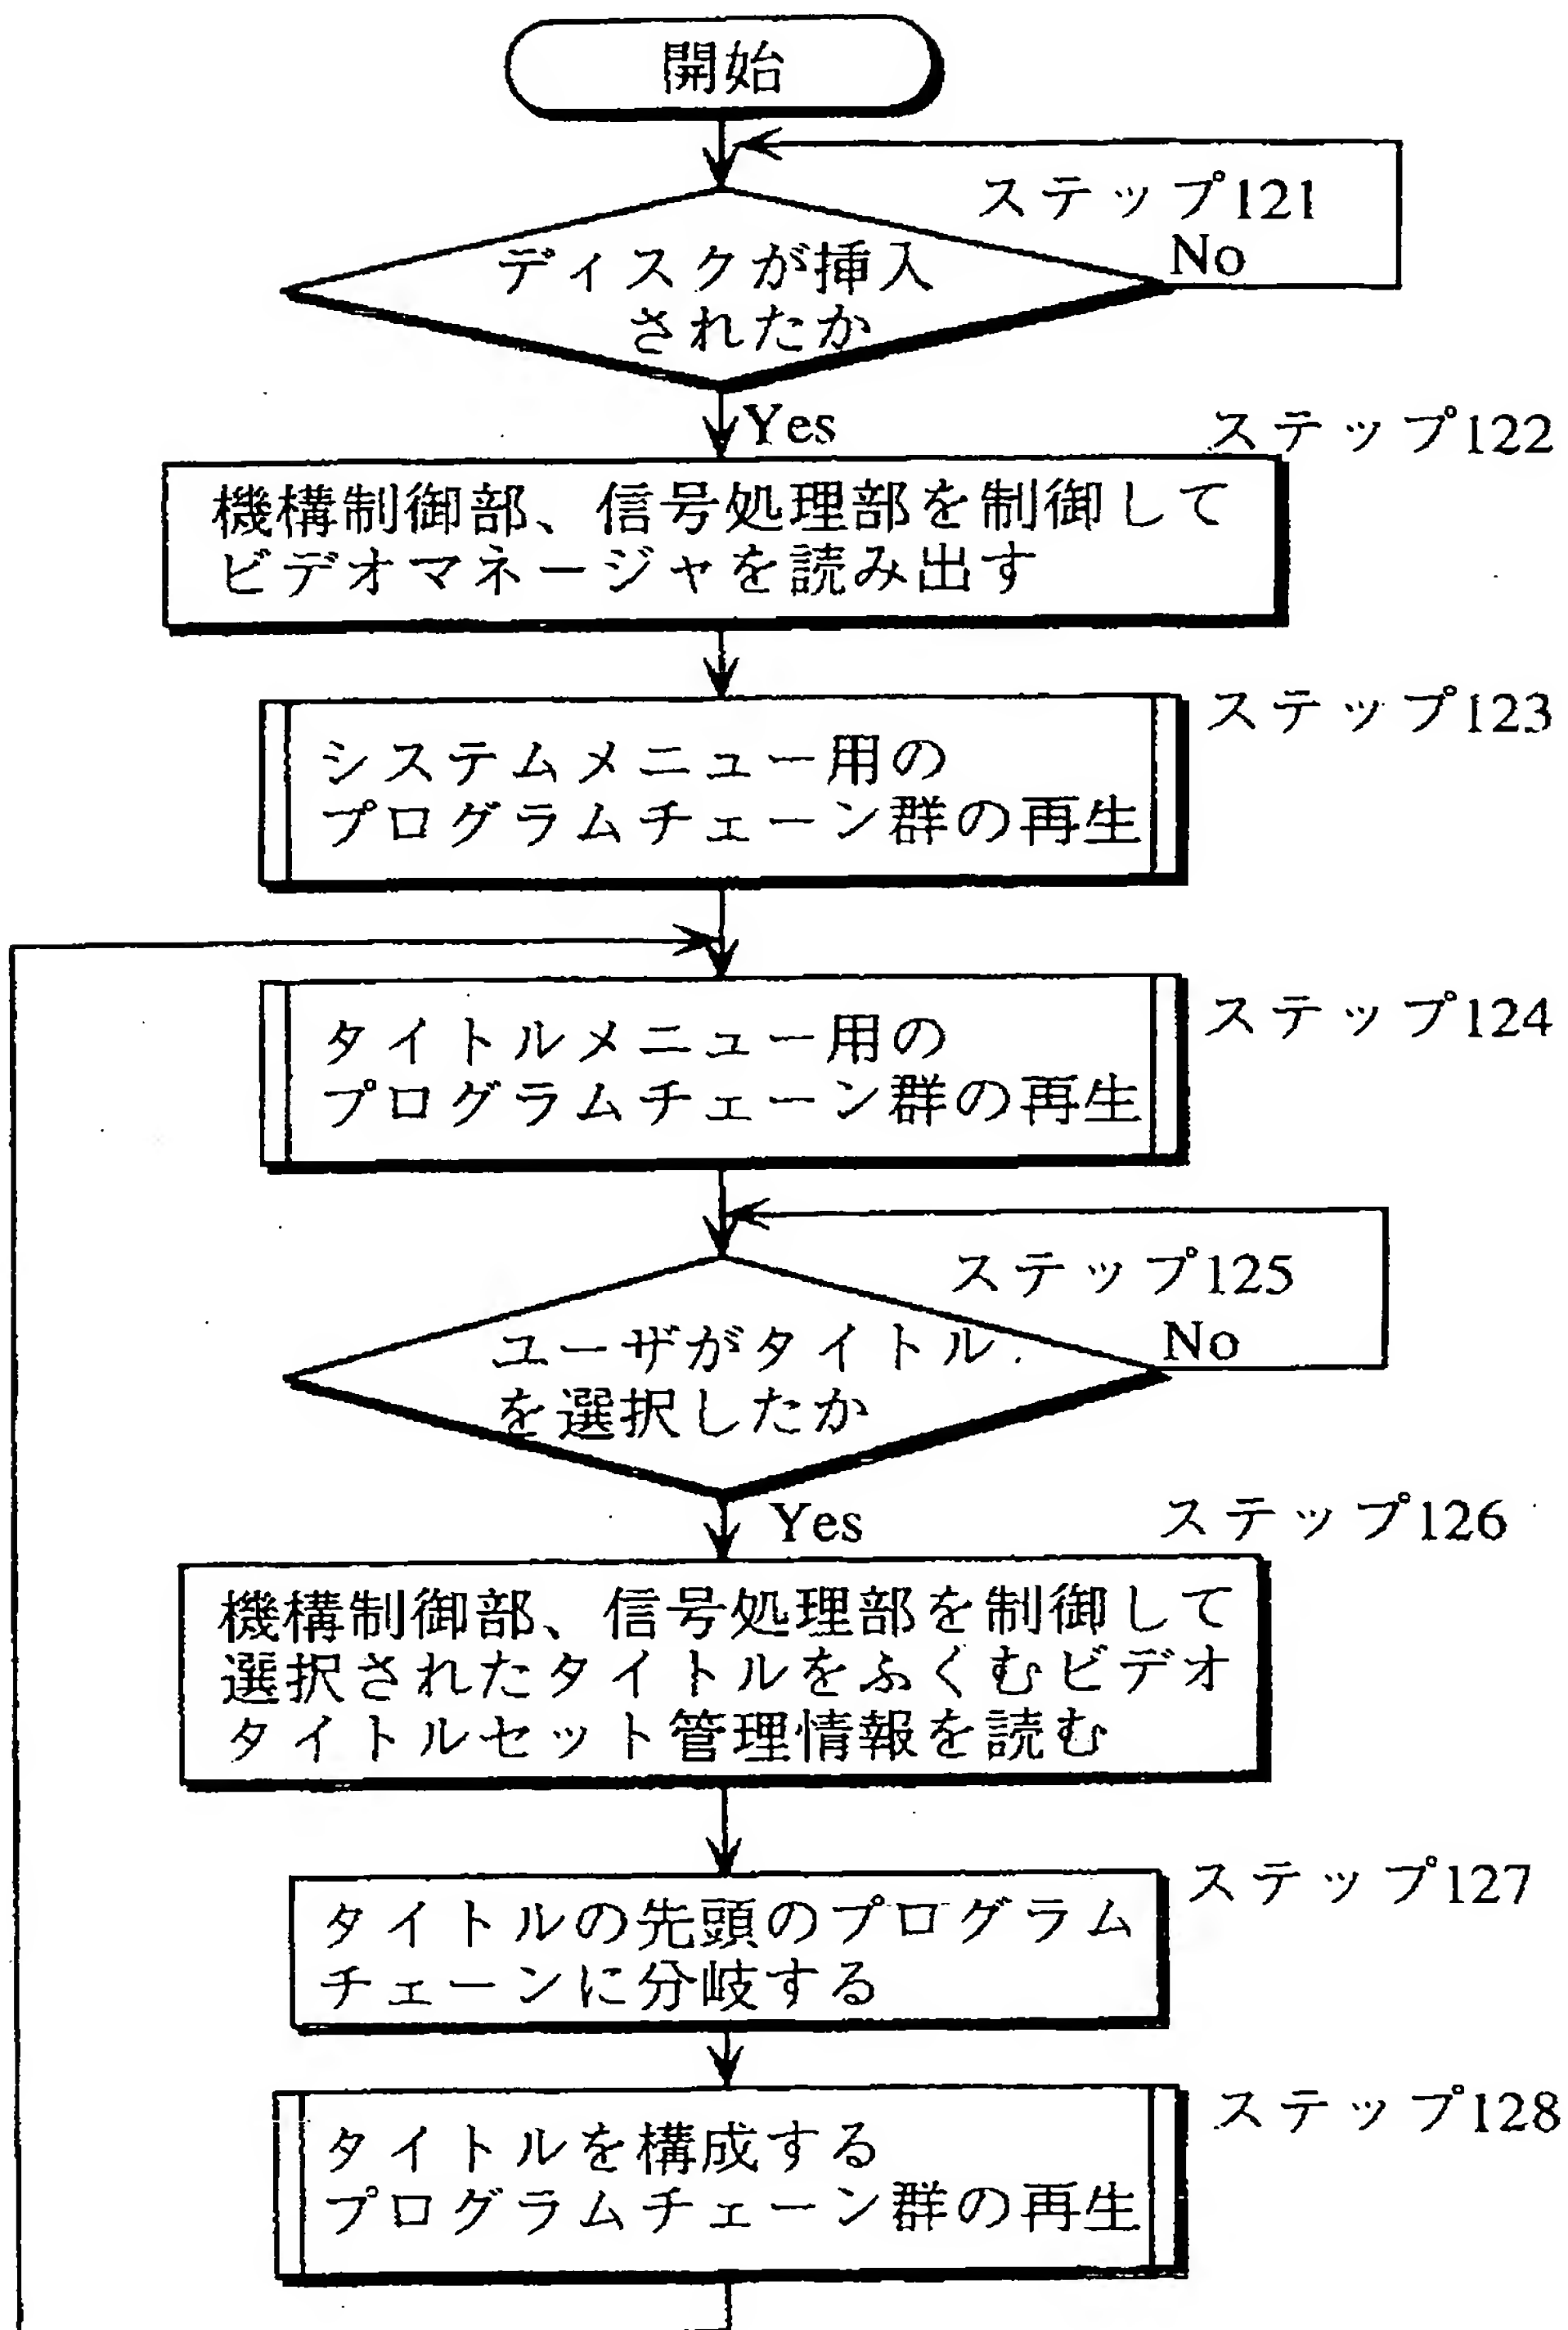 開始
ステップ121
No
ディスクが挿入
されたか
Yes
ステップ122
機構制御部、信号処理部を制御して
ビデオマネージャを読み出す
ステップ123
システムメニュー用の
プログラムチェーン群の再生
ステップ124
タイトルメニュー用の
プログラムチェーン群の再生
ステップ125
No
ユーザがタイトル
を選択したか
Yes
ステップ126
機構制御部、信号処理部を制御して
選択されたタイトルをふくむビデオ
タイトルセット管理情報を読む
ステップ127
タイトルの先頭のプログラム
チェーンに分岐する
ステップ128
タイトルを構成する
プログラムチェーン群の再生